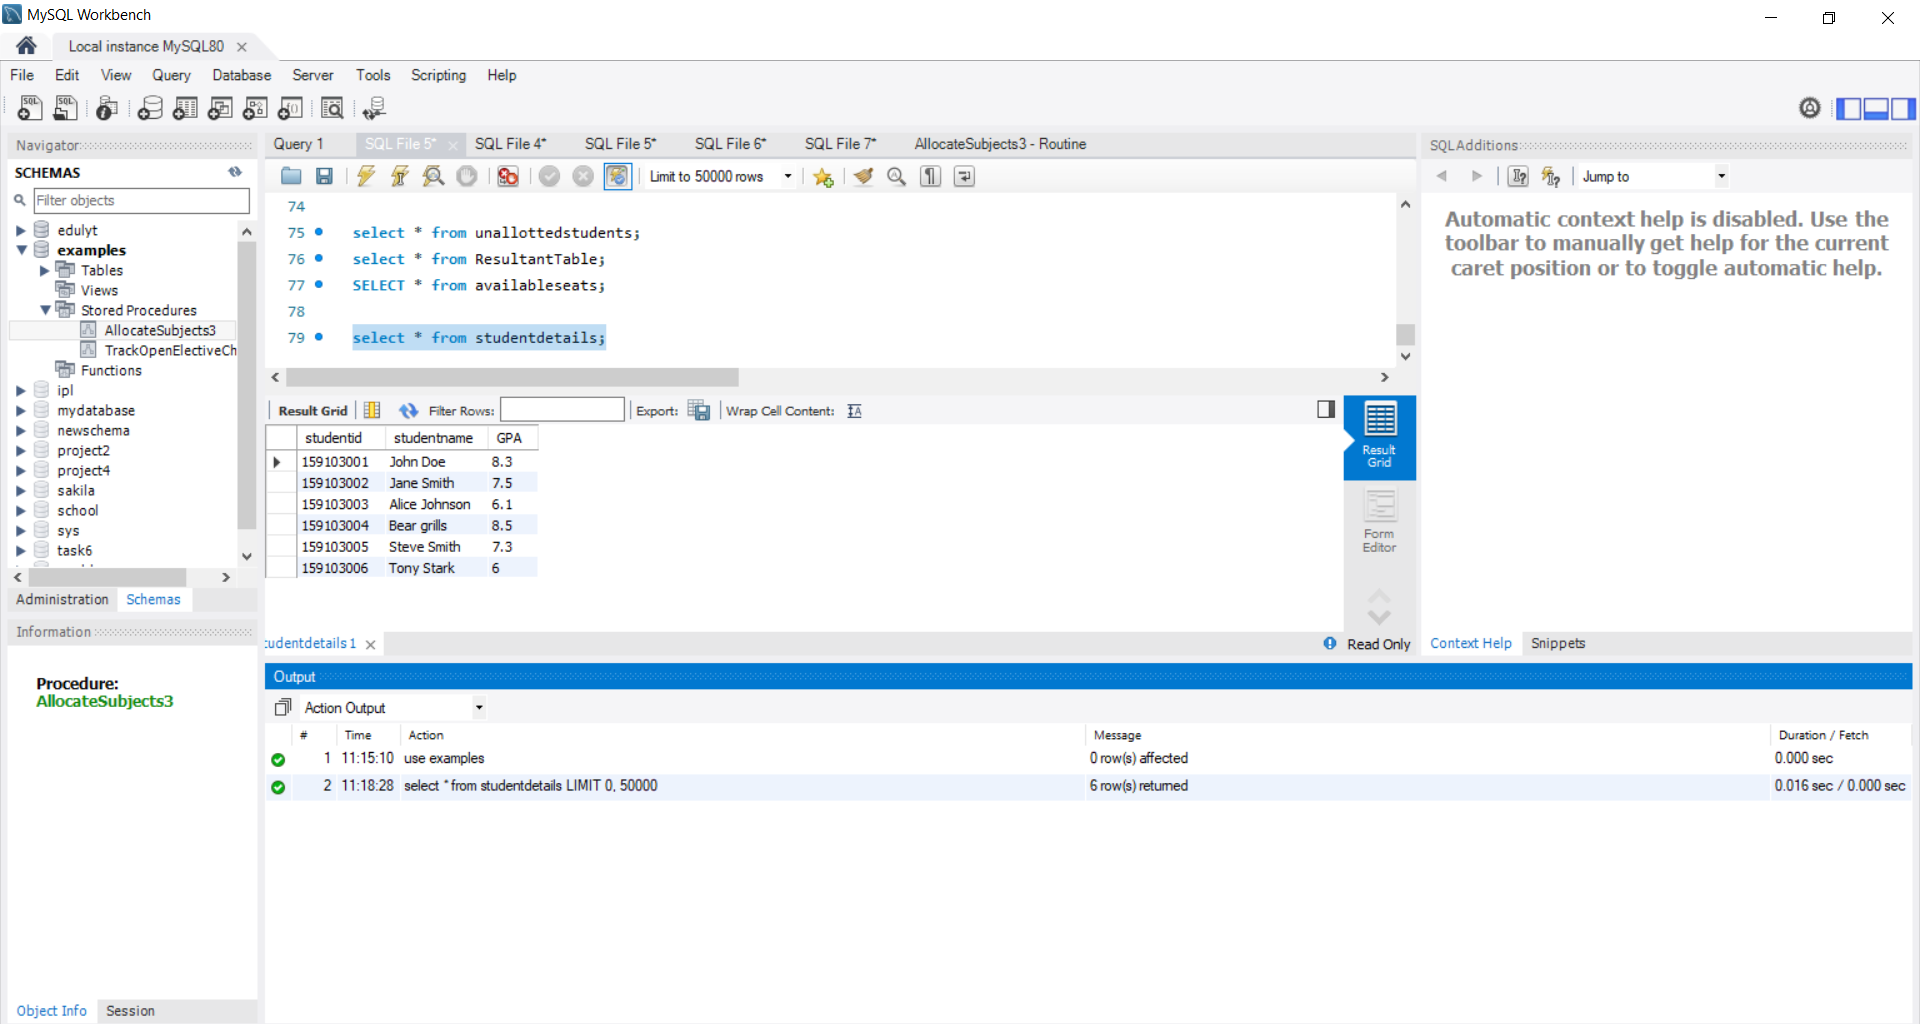 MySQL Workbench
Local instance MySQL80
File Edit View Query Database Server Tools Scripting Help
Navigator
SCHEMAS
Filter objects
edulyt
examples
Tables
Views
Stored Procedures
AllocateSubjects3
TrackOpenElectiveCh
Functions
ipl
mydatabase
newschema
project2
project4
sakila
school
sys
task6
Administration Schemas
Information
Procedure:
AllocateSubjects3
Object Info Session
Query 1 SQL File 5* SQL File 4* SQL File 5* SQL File 6* SQL File 7* AllocateSubjects3 - Routine
Limit to 50000 rows
74
75 select * from unallottedstudents;
76 select * from ResultantTable;
77 SELECT * from availableseats;
78
79 select * from studentdetails;
Result Grid Filter Rows: Export: Wrap Cell Content:
studentid studentname GPA
159103001 John Doe 8.3
159103002 Jane Smith 7.5
159103003 Alice Johnson 6.1
159103004 Bear grills 8.5
159103005 Steve Smith 7.3
159103006 Tony Stark 6
Result
Grid
Form
Editor
tudentdetails 1
Read Only
SQLAdditions
Jump to
Automatic context help is disabled. Use the
toolbar to manually get help for the current
caret position or to toggle automatic help.
Context Help Snippets
Output
Action Output
# Time Action Message Duration / Fetch
1 11:15:10 use examples 0 row(s) affected 0.000 sec
2 11:18:28 select * from studentdetails LIMIT 0, 50000 6 row(s) returned 0.016 sec / 0.000 sec